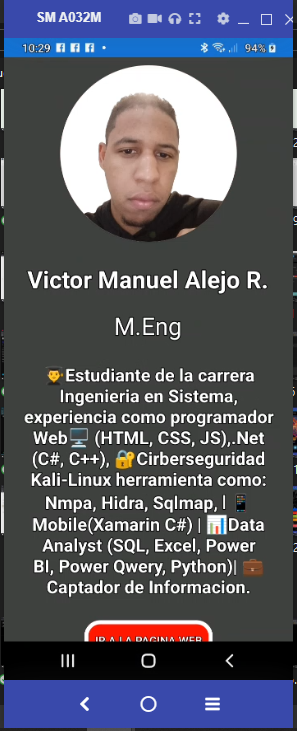 SM A032M
10:29
94%
Victor Manuel Alejo R.
M.Eng
👨‍🎓Estudiante de la carrera
Ingenieria en Sistema,
experiencia como programador
Web🖥️ (HTML, CSS, JS),.Net
(C#, C++), 🔐Cirberseguridad
Kali-Linux herramienta como:
Nmpa, Hidra, Sqlmap, | 📱
Mobile(Xamarin C#) | 📊Data
Analyst (SQL, Excel, Power
BI, Power Qwery, Python)| 💼
Captador de Informacion.
IR A LA PAGINA WEB